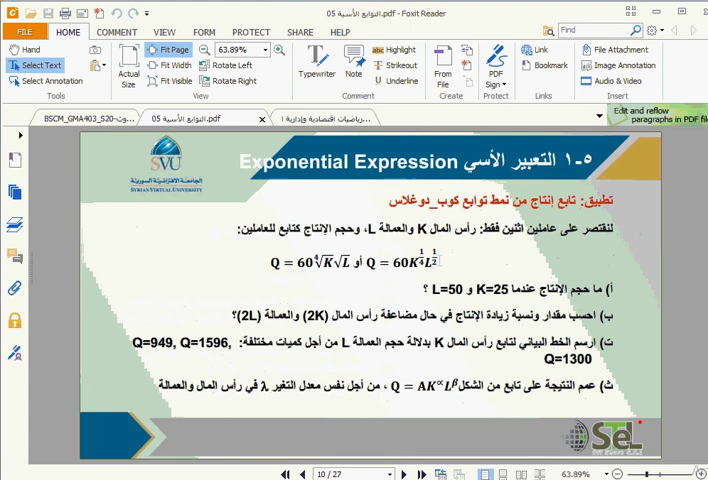 05 التوابع الأسية.pdf - Foxit Reader
FILE HOME COMMENT VIEW FORM PROTECT SHARE HELP Find
Hand
Select Text
Select Annotation
Actual Size
Fit Page
Fit Width
Fit Visible
63.89%
Rotate Left
Rotate Right
Typewriter
Note
Highlight
Strikeout
Underline
From File
PDF Sign
Link
Bookmark
File Attachment
Image Annotation
Audio & Video
Tools View Comment Create Protect Links Insert
BSCM_GMA403_S20-وث... 05 التوابع الأسية.pdf رياضيات اقتصادية وإدارية ا...
Edit and reflow
paragraphs in PDF file
٥-١ التعبير الأسي Exponential Expression
SVU
الجامعة الافتراضية السورية
SYRIAN VIRTUAL UNIVERSITY
تطبيق: تابع إنتاج من نمط توابع كوب_دوغلاس
لنقتصر على عاملين اثنين فقط: رأس المال K والعمالة L، وحجم الإنتاج كتابع للعاملين:
Q = 60∜K√L أو Q = 60K^{1/4}L^{1/2}
أ) ما حجم الإنتاج عندما K=25 و L=50 ؟
ب) احسب مقدار ونسبة زيادة الإنتاج في حال مضاعفة رأس المال (2K) والعمالة (2L)؟
ت) ارسم الخط البياني لتابع رأس المال K بدلالة حجم العمالة L من أجل كميات مختلفة: Q=949, Q=1596,
Q=1300
ث) عمم النتيجة على تابع من الشكل Q = AK^∝L^β ، من أجل نفس معدل التغير λ في رأس المال والعمالة
SteL
10 / 27
63.89%